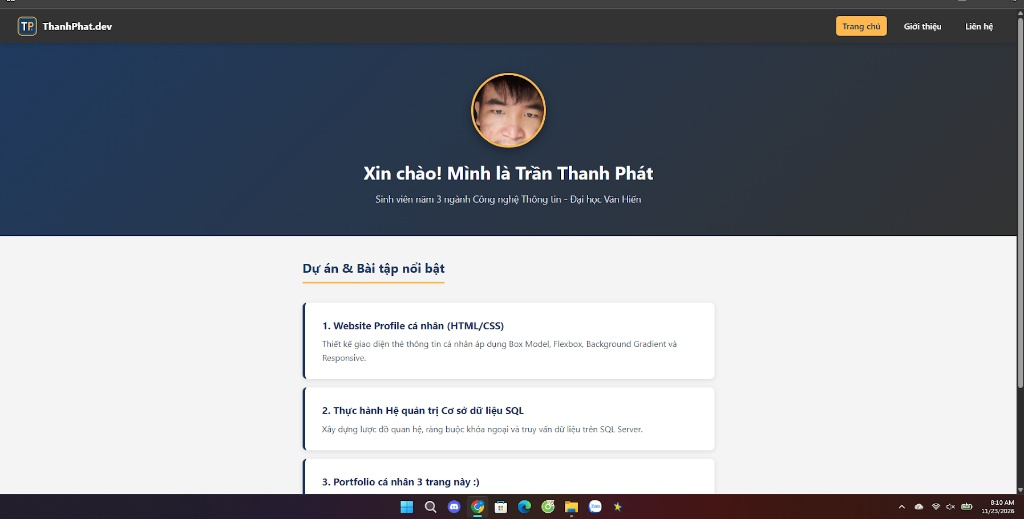 TP ThanhPhat.dev
Trang chủ Giới thiệu Liên hệ
Xin chào! Mình là Trần Thanh Phát
Sinh viên năm 3 ngành Công nghệ Thông tin - Đại học Văn Hiến
Dự án & Bài tập nổi bật
1. Website Profile cá nhân (HTML/CSS)
Thiết kế giao diện thẻ thông tin cá nhân áp dụng Box Model, Flexbox, Background Gradient và
Responsive.
2. Thực hành Hệ quản trị Cơ sở dữ liệu SQL
Xây dựng lược đồ quan hệ, ràng buộc khóa ngoại và truy vấn dữ liệu trên SQL Server.
3. Portfolio cá nhân 3 trang này :)
8:10 AM
11/23/2026